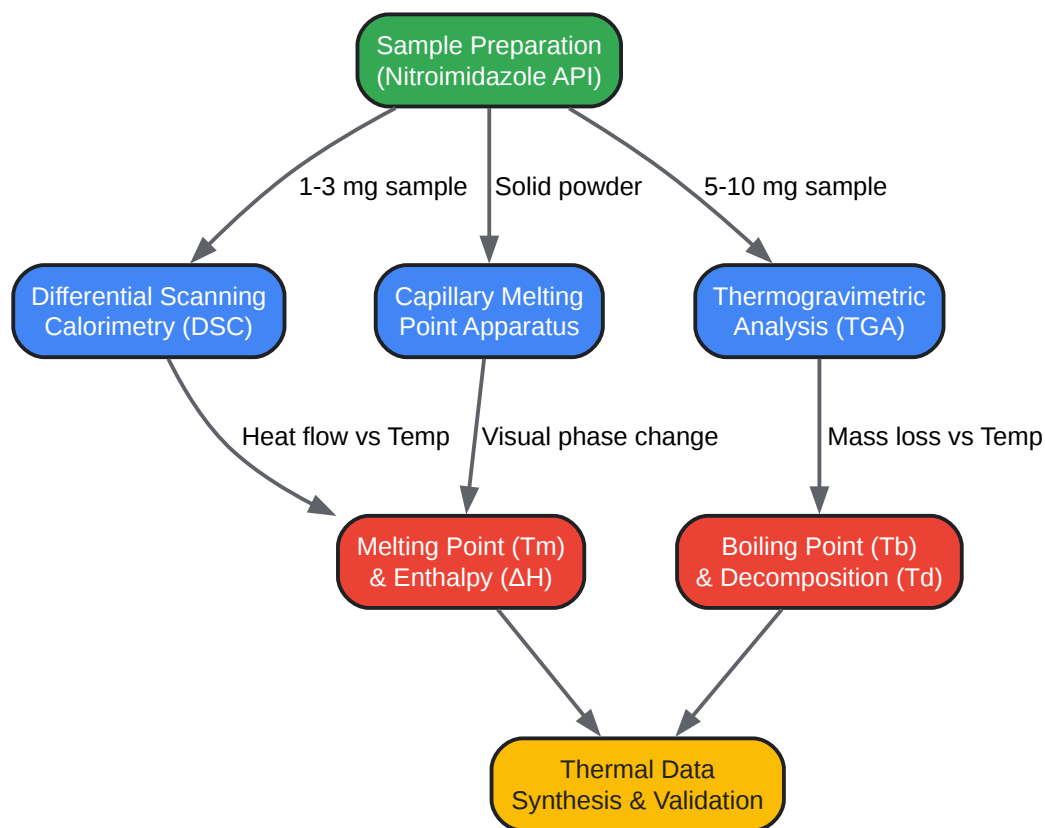 Sample Preparation
(Nitroimidazole API)
1-3 mg sample
Solid powder
5-10 mg sample
Differential Scanning
Calorimetry (DSC)
Capillary Melting
Point Apparatus
Thermogravimetric
Analysis (TGA)
Heat flow vs Temp
Visual phase change
Mass loss vs Temp
Melting Point (Tm)
& Enthalpy (ΔH)
Boiling Point (Tb)
& Decomposition (Td)
Thermal Data
Synthesis & Validation